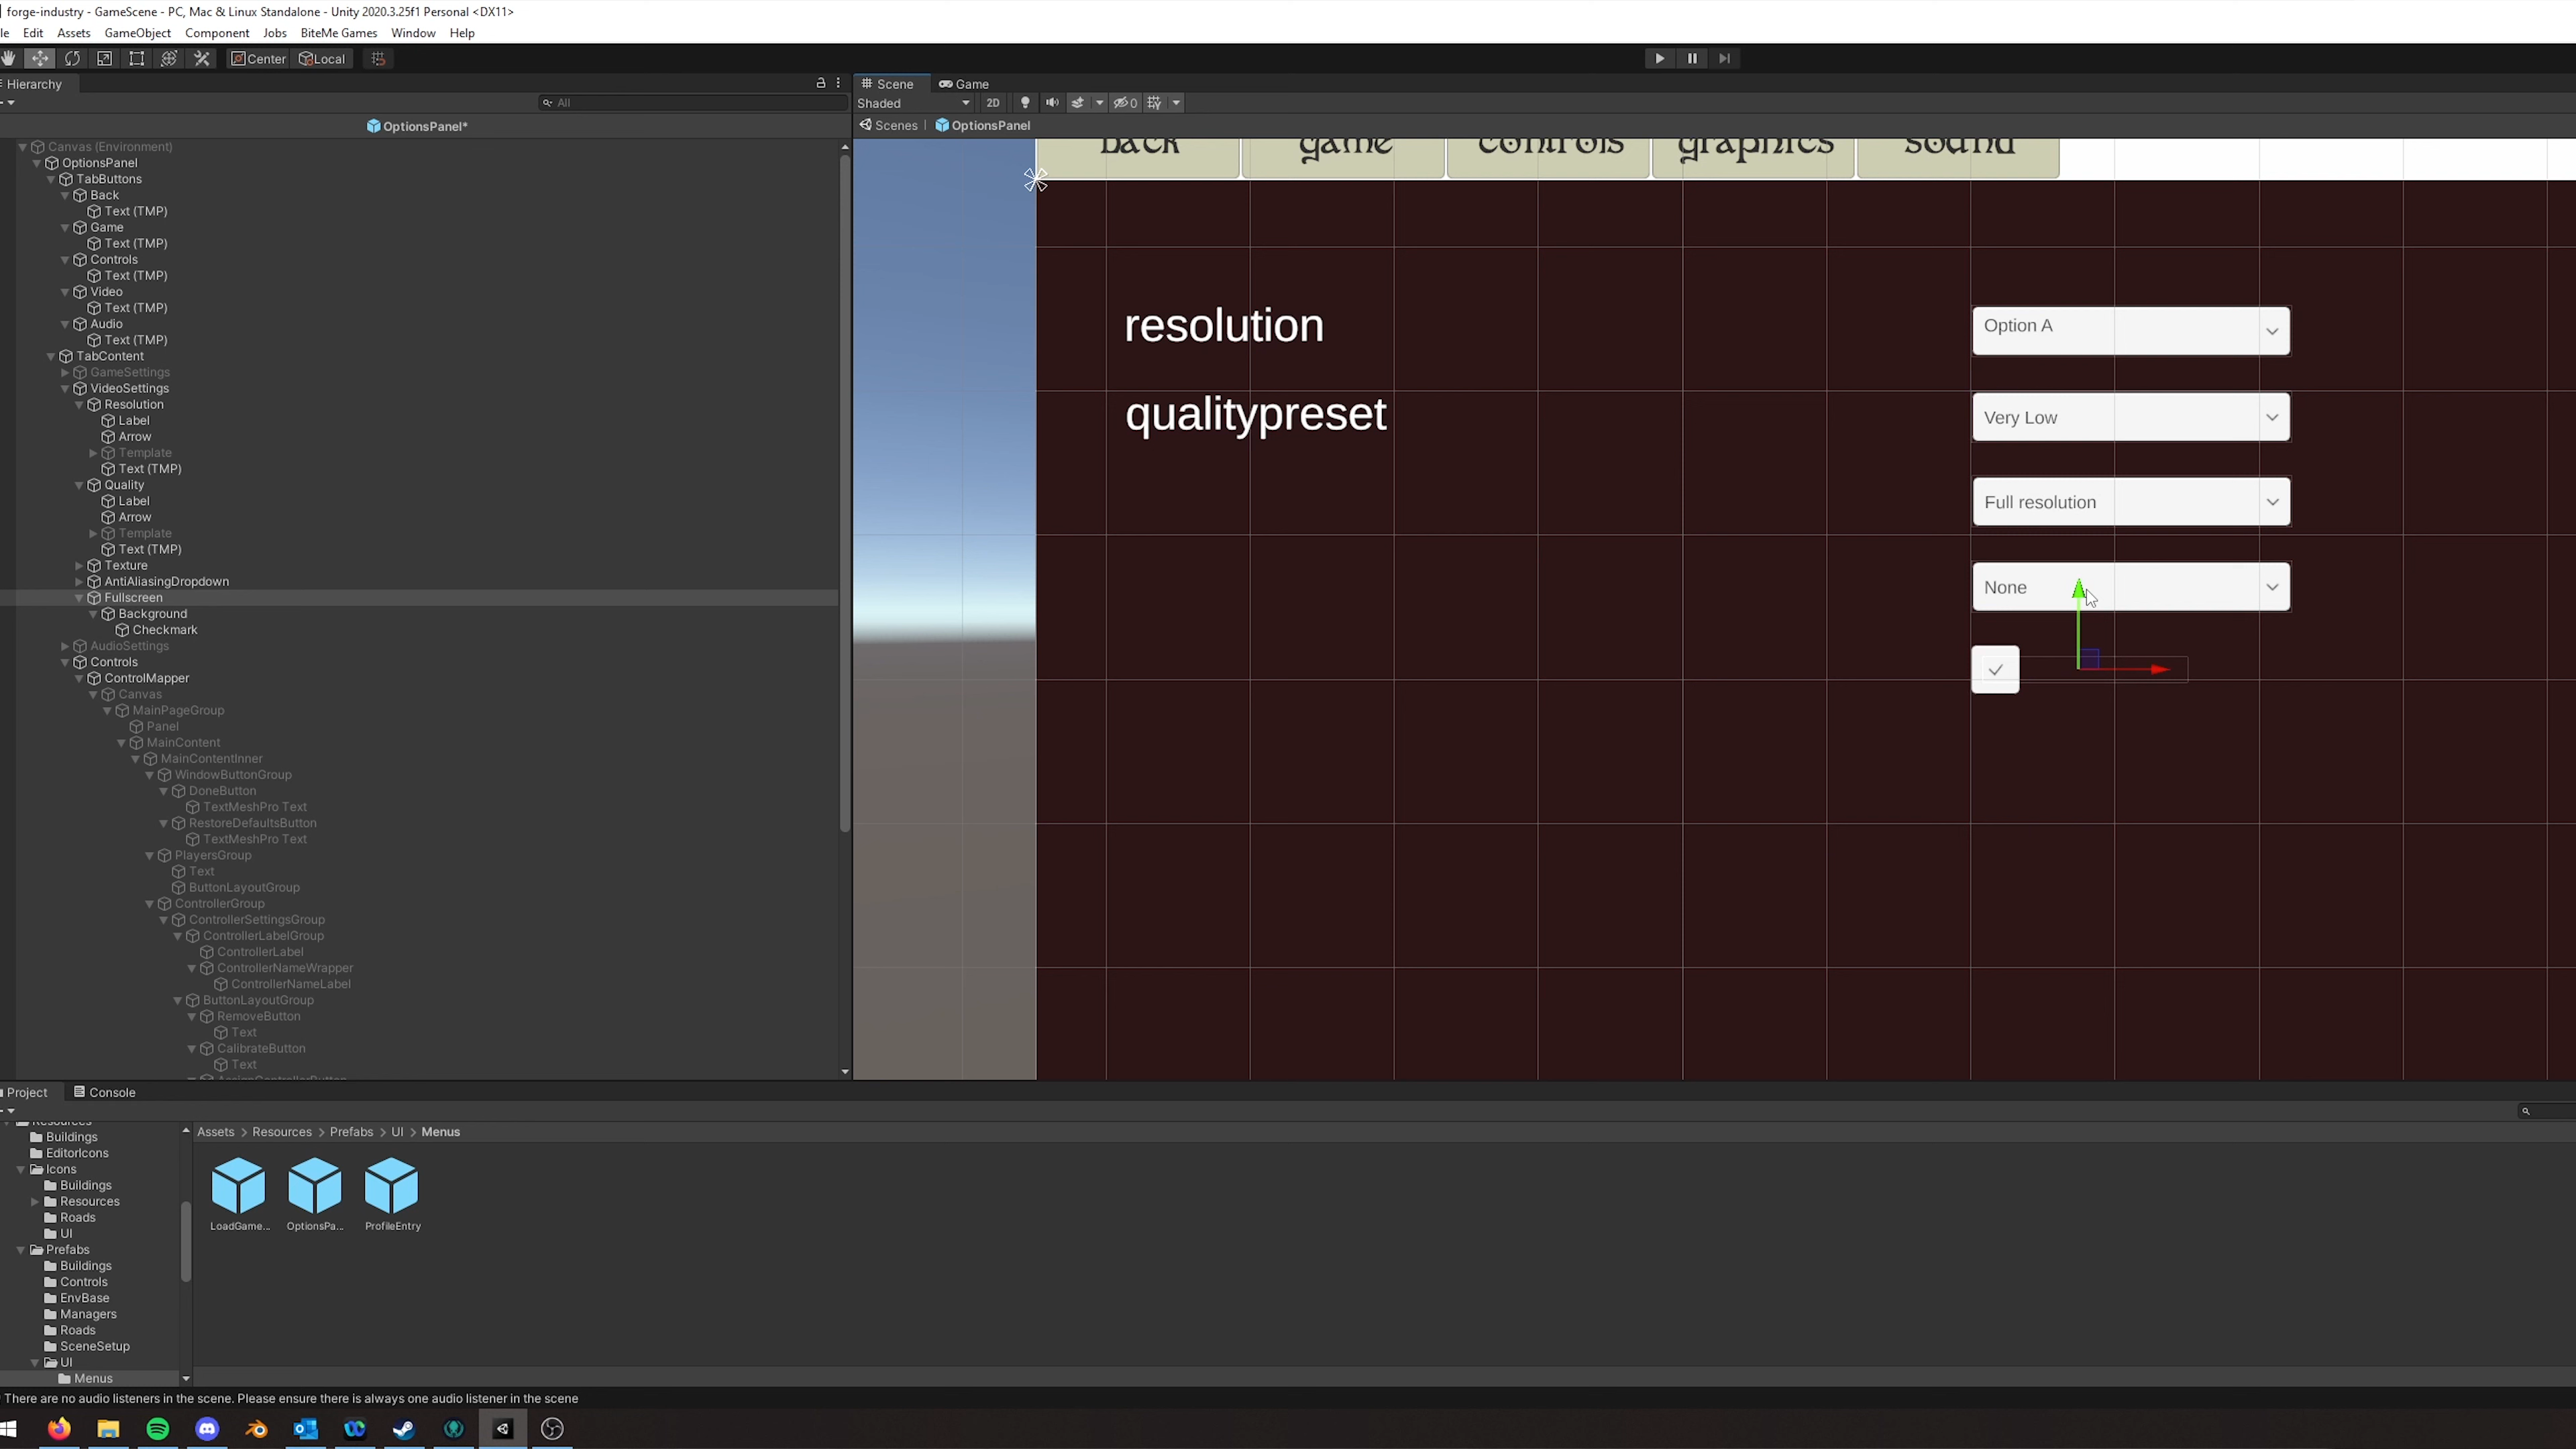 forge-industry - GameScene - PC, Mac & Linux Standalone - Unity 2020.3.25f1 Personal <DX11>
le Edit Assets GameObject Component Jobs BiteMe Games Window Help
Center Local
Hierarchy
All
OptionsPanel*
Canvas (Environment)
OptionsPanel
TabButtons
Back
Text (TMP)
Game
Text (TMP)
Controls
Text (TMP)
Video
Text (TMP)
Audio
Text (TMP)
TabContent
GameSettings
VideoSettings
Resolution
Label
Arrow
Template
Text (TMP)
Quality
Label
Arrow
Template
Text (TMP)
Texture
AntiAliasingDropdown
Fullscreen
Background
Checkmark
AudioSettings
Controls
ControlMapper
Canvas
MainPageGroup
Panel
MainContent
MainContentInner
WindowButtonGroup
DoneButton
TextMeshPro Text
RestoreDefaultsButton
TextMeshPro Text
PlayersGroup
Text
ButtonLayoutGroup
ControllerGroup
ControllerSettingsGroup
ControllerLabelGroup
ControllerLabel
ControllerNameWrapper
ControllerNameLabel
ButtonLayoutGroup
RemoveButton
Text
CalibrateButton
Text
AssignControllerButton
Scene Game
Shaded 2D 0
Scenes | OptionsPanel
back game controls graphics sound
resolution
Option A
qualitypreset
Very Low
Full resolution
None
Project Console
Resources
Buildings
EditorIcons
Icons
Buildings
Resources
Roads
UI
Prefabs
Buildings
Controls
EnvBase
Managers
Roads
SceneSetup
UI
Menus
Assets > Resources > Prefabs > UI > Menus
LoadGame... OptionsPa... ProfileEntry
There are no audio listeners in the scene. Please ensure there is always one audio listener in the scene